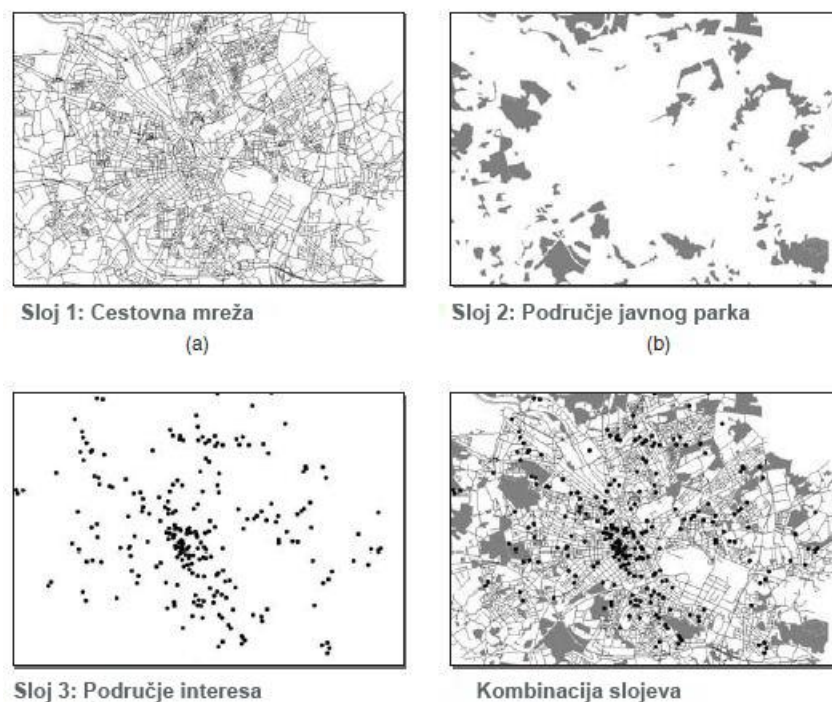 Sloj 1: Cestovna mreža
Sloj 2: Područje javnog parka
(a)
(b)
Sloj 3: Područje interesa
Kombinacija slojeva